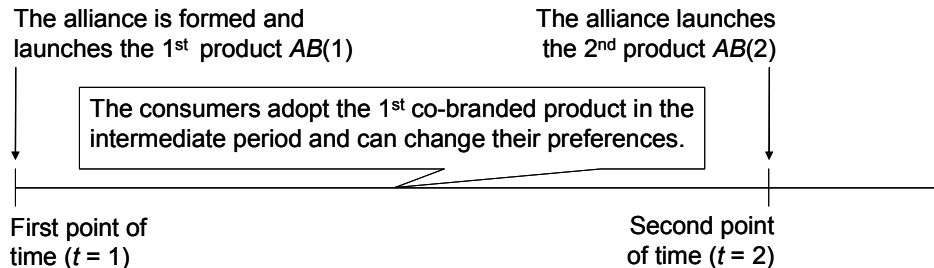 The alliance is formed and
launches the 1st product AB(1)
The alliance launches
the 2nd product AB(2)
The consumers adopt the 1st co-branded product in the
intermediate period and can change their preferences.
First point of
time (t = 1)
Second point
of time (t = 2)